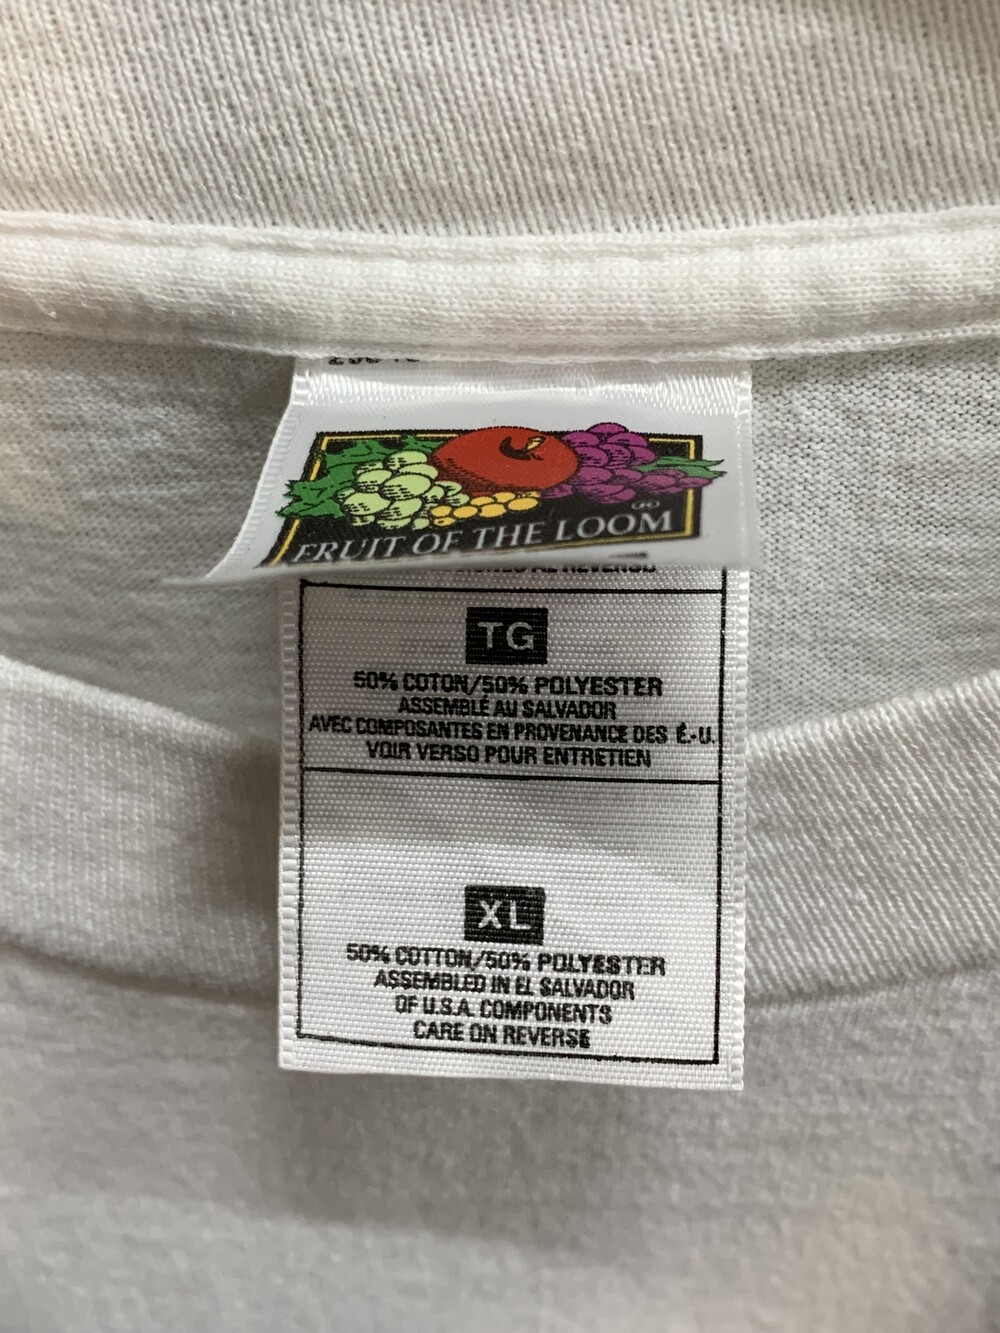 FRUIT OF THE LOOM
TG
50% COTON/50% POLYESTER
ASSEMBLÉ AU SALVADOR
AVEC COMPOSANTES EN PROVENANCE DES É.-U.
VOIR VERSO POUR ENTRETIEN
XL
50% COTTON/50% POLYESTER
ASSEMBLED IN EL SALVADOR
OF U.S.A. COMPONENTS
CARE ON REVERSE